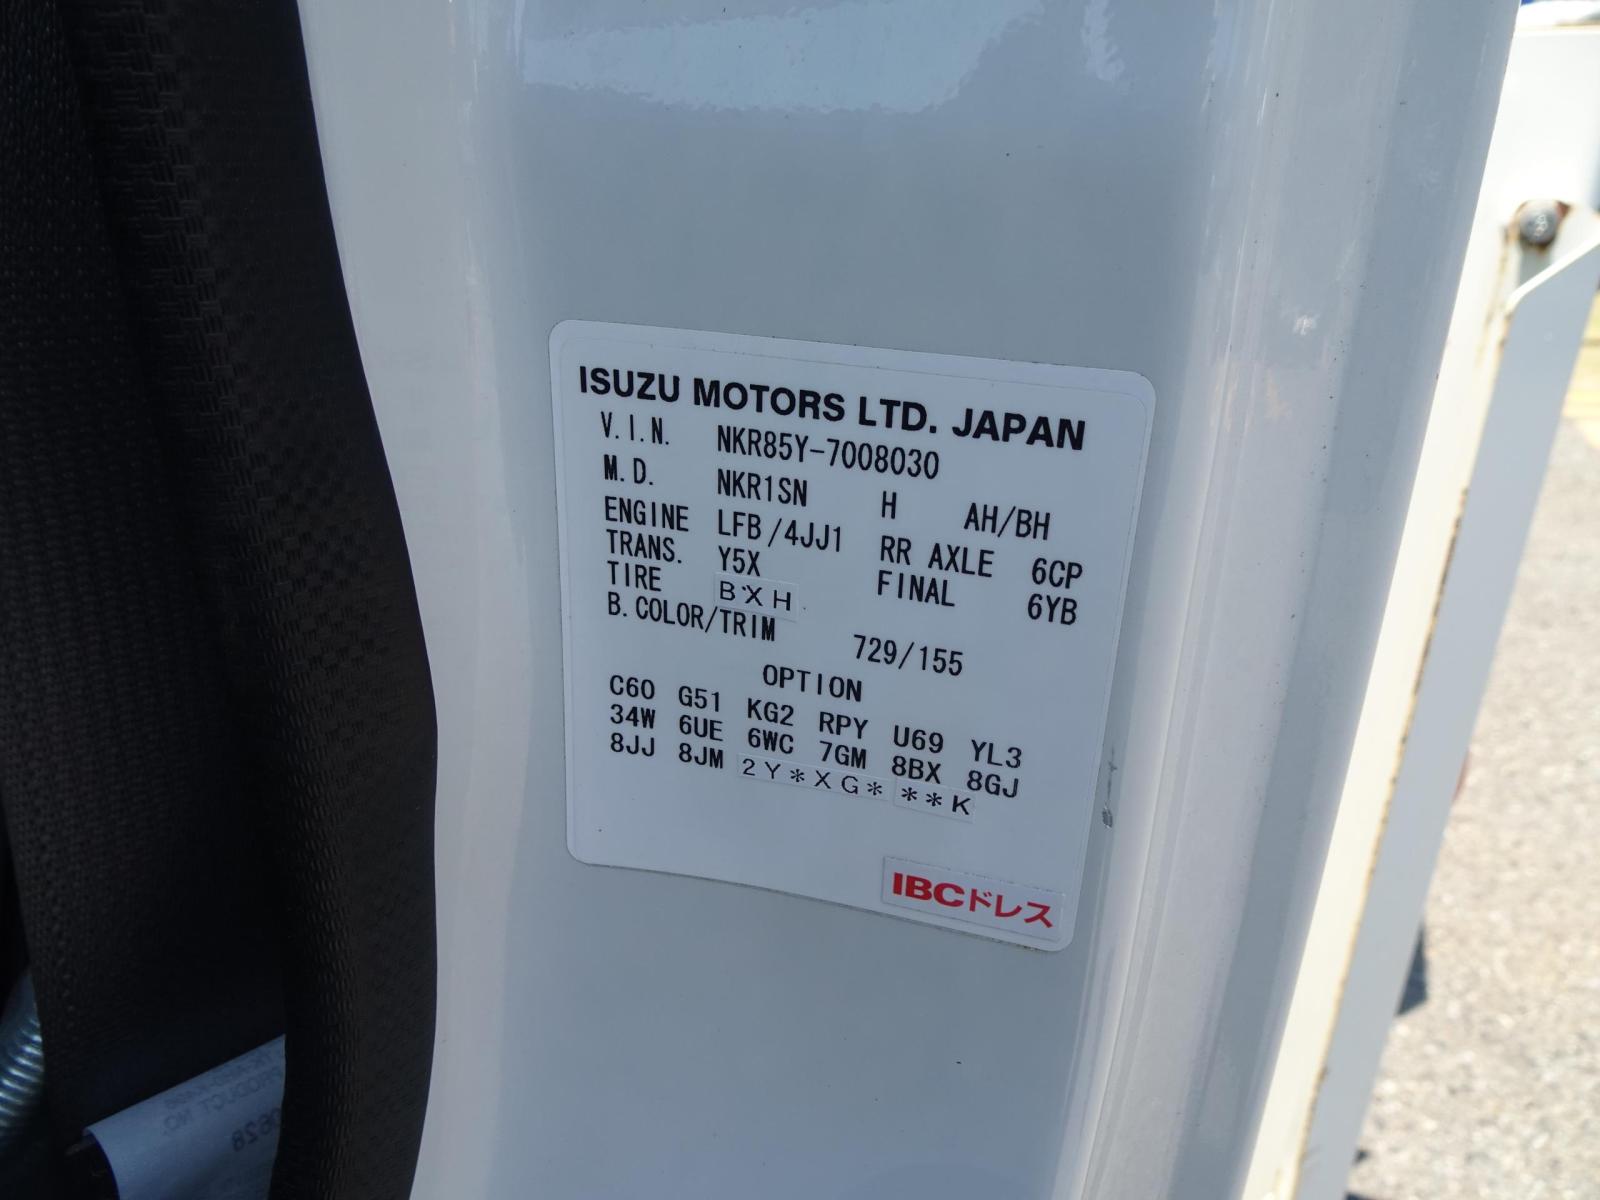 ISUZU MOTORS LTD. JAPAN
V.I.N. NKR85Y-7008030
M.D. NKR1SN H AH/BH
ENGINE LFB/4JJ1 RR AXLE 6CP
TRANS. Y5X FINAL 6YB
TIRE BXH
B.COLOR/TRIM 729/155
OPTION
C60 G51 KG2 RPY U69 YL3
34W 6UE 6WC 7GM 8BX 8GJ
8JJ 8JM 2Y*XG* **K
IBCドレス
PRODUCT NO.